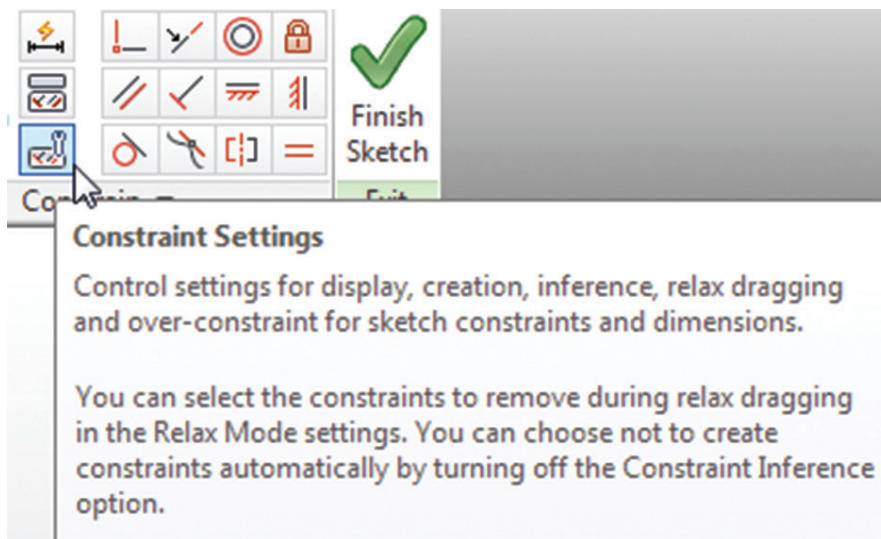 Finish
Sketch
Constraint Settings
Control settings for display, creation, inference, relax dragging
and over-constraint for sketch constraints and dimensions.
You can select the constraints to remove during relax dragging
in the Relax Mode settings. You can choose not to create
constraints automatically by turning off the Constraint Inference
option.